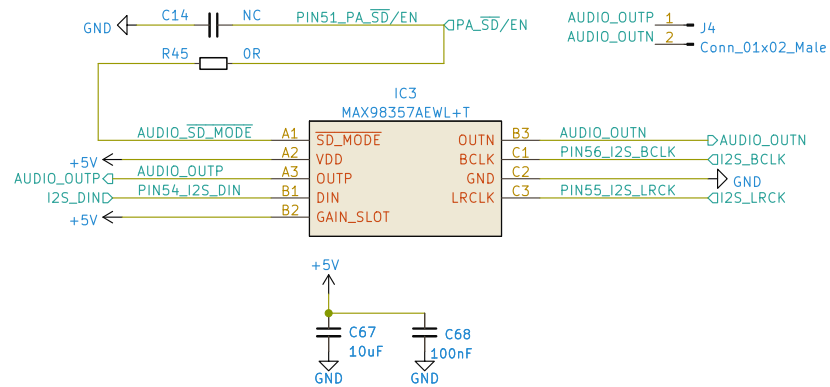 C14 NC PIN51_PA_SD/EN
GND PA_SD/EN
R45 0R
AUDIO_OUTP 1
AUDIO_OUTN 2
J4
Conn_01x02_Male
IC3
MAX98357AEWL+T
AUDIO_SD_MODE A1 SD_MODE OUTN B3 AUDIO_OUTN AUDIO_OUTN
+5V A2 VDD BCLK C1 PIN56_I2S_BCLK I2S_BCLK
AUDIO_OUTP AUDIO_OUTP A3 OUTP GND C2 GND
I2S_DIN PIN54_I2S_DIN B1 DIN LRCLK C3 PIN55_I2S_LRCK I2S_LRCK
+5V B2 GAIN_SLOT
+5V
C67 C68
10uF 100nF
GND GND